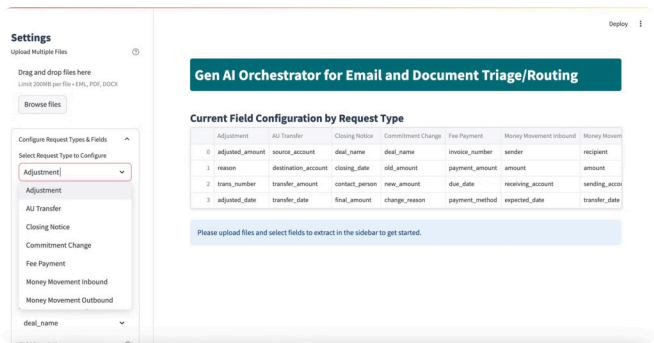 Deploy
Settings
Upload Multiple Files
Drag and drop files here
Limit 200MB per file • EML, PDF, DOCX
Browse files
Configure Request Types & Fields
Select Request Type to Configure
Adjustment
Adjustment
AU Transfer
Closing Notice
Commitment Change
Fee Payment
Money Movement Inbound
Money Movement Outbound
deal_name
Gen AI Orchestrator for Email and Document Triage/Routing
Current Field Configuration by Request Type
Adjustment AU Transfer Closing Notice Commitment Change Fee Payment Money Movement Inbound Money Movem
0 adjusted_amount source_account deal_name deal_name invoice_number sender recipient
1 reason destination_account closing_date old_amount payment_amount amount amount
2 trans_number transfer_amount contact_person new_amount due_date receiving_account sending_accou
3 adjusted_date transfer_date final_amount change_reason payment_method expected_date transfer_date
Please upload files and select fields to extract in the sidebar to get started.